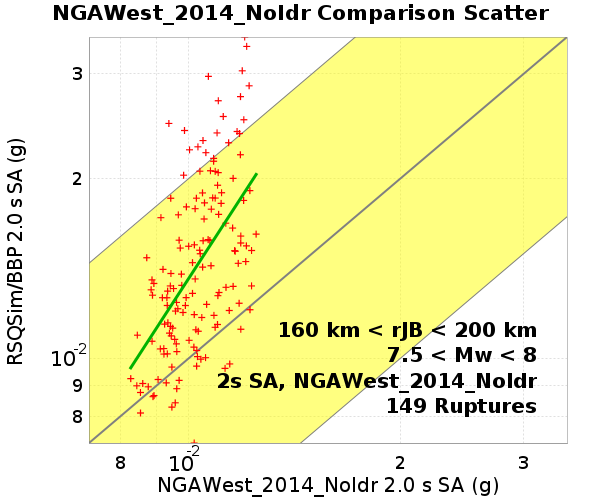 NGAWest_2014_NoIdr Comparison Scatter
RSQSim/BBP 2.0 s SA (g)
3
2
10-2
9
8
160 km < rJB < 200 km
7.5 < Mw < 8
2s SA, NGAWest_2014_NoIdr
149 Ruptures
8
10-2
2
3
NGAWest_2014_NoIdr 2.0 s SA (g)